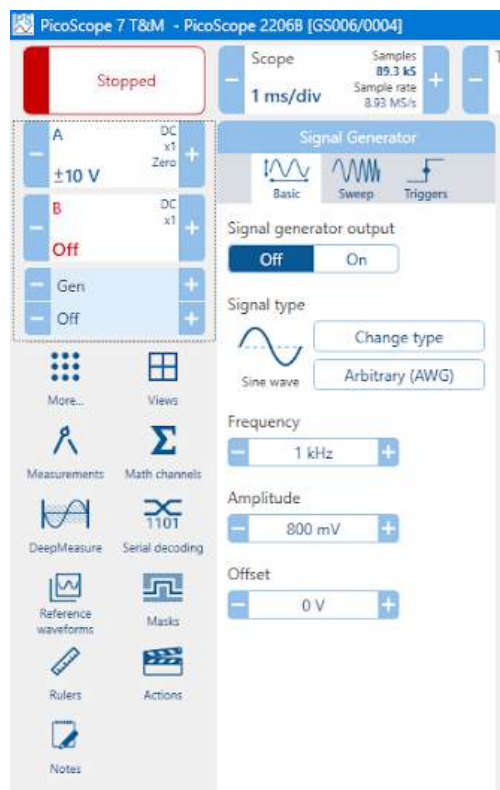 PicoScope 7 T&M - PicoScope 2206B [GS006/0004]
Stopped
Scope
1 ms/div
Samples
89.3 kS
Sample rate
8.93 MS/s
A
±10 V
DC
x1
Zero
B
Off
DC
x1
Gen
Off
More...
Views
Measurements
Math channels
1101
DeepMeasure
Serial decoding
Reference
waveforms
Masks
Rulers
Actions
Notes
Signal Generator
Basic
Sweep
Triggers
Signal generator output
Off
On
Signal type
Sine wave
Change type
Arbitrary (AWG)
Frequency
1 kHz
Amplitude
800 mV
Offset
0 V